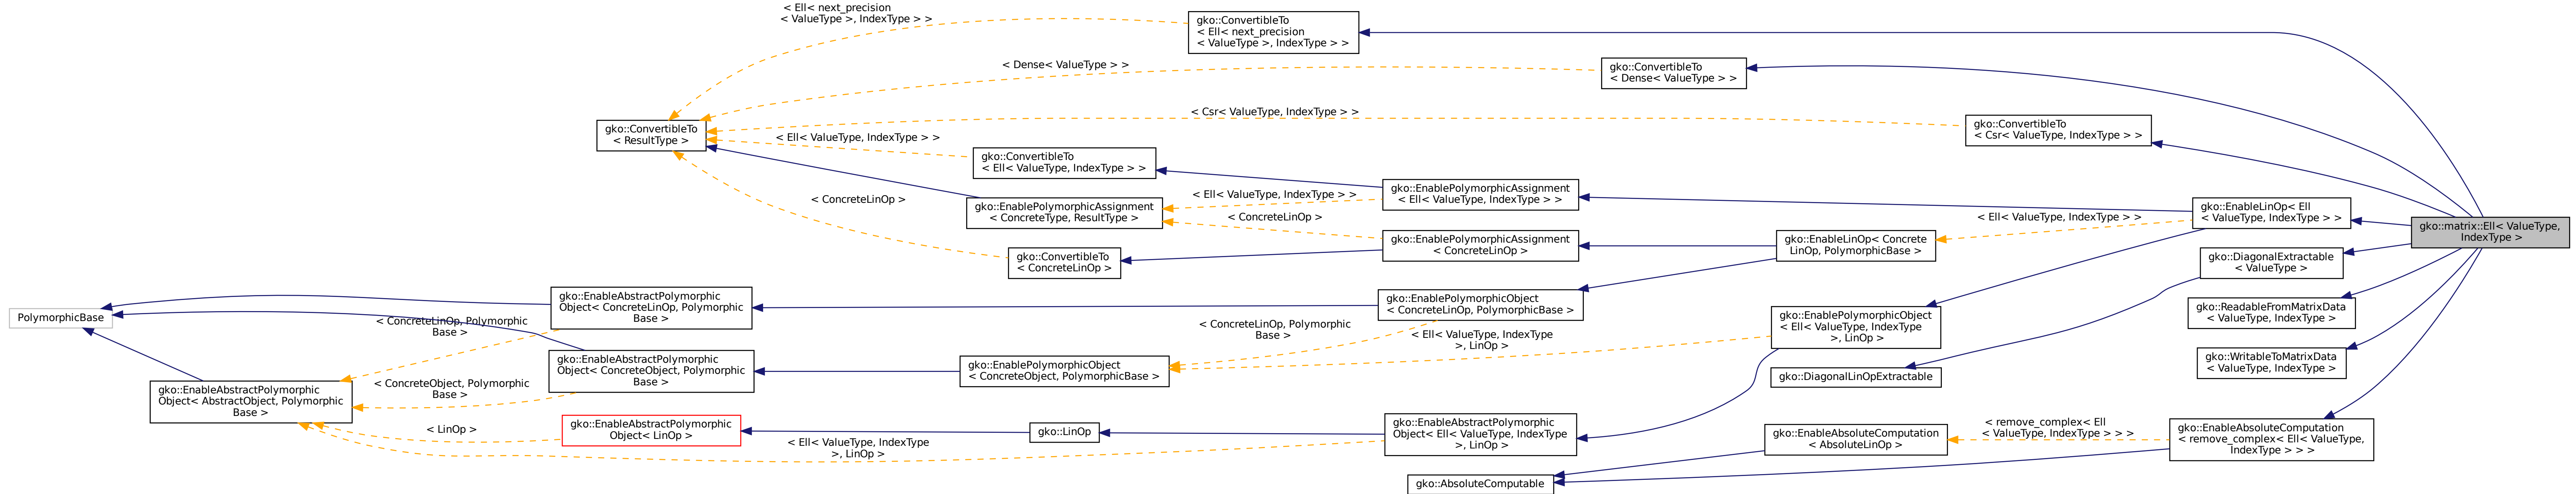 < Ell< next_precision
< ValueType >, IndexType > >
gko::ConvertibleTo
< Ell< next_precision
< ValueType >, IndexType > >
< Dense< ValueType > >
gko::ConvertibleTo
< Dense< ValueType > >
< Csr< ValueType, IndexType > >
gko::ConvertibleTo
< Csr< ValueType, IndexType > >
gko::ConvertibleTo
< ResultType >
< Ell< ValueType, IndexType > >
gko::ConvertibleTo
< Ell< ValueType, IndexType > >
gko::EnablePolymorphicAssignment
< Ell< ValueType, IndexType > >
< Ell< ValueType, IndexType > >
gko::EnablePolymorphicAssignment
< ConcreteType, ResultType >
< ConcreteLinOp >
< ConcreteLinOp >
gko::EnableLinOp< Ell
< ValueType, IndexType > >
< Ell< ValueType, IndexType > >
gko::matrix::Ell< ValueType,
IndexType >
gko::EnablePolymorphicAssignment
< ConcreteLinOp >
gko::EnableLinOp< Concrete
LinOp, PolymorphicBase >
gko::ConvertibleTo
< ConcreteLinOp >
gko::DiagonalExtractable
< ValueType >
gko::EnableAbstractPolymorphic
Object< ConcreteLinOp, Polymorphic
Base >
gko::EnablePolymorphicObject
< ConcreteLinOp, PolymorphicBase >
gko::ReadableFromMatrixData
< ValueType, IndexType >
PolymorphicBase
< ConcreteLinOp, Polymorphic
Base >
< ConcreteLinOp, Polymorphic
Base >
< Ell< ValueType, IndexType
>, LinOp >
gko::EnablePolymorphicObject
< Ell< ValueType, IndexType
>, LinOp >
gko::WritableToMatrixData
< ValueType, IndexType >
gko::EnableAbstractPolymorphic
Object< ConcreteObject, Polymorphic
Base >
gko::EnablePolymorphicObject
< ConcreteObject, PolymorphicBase >
gko::DiagonalLinOpExtractable
gko::EnableAbstractPolymorphic
Object< AbstractObject, Polymorphic
Base >
< ConcreteObject, Polymorphic
Base >
< LinOp >
gko::EnableAbstractPolymorphic
Object< LinOp >
gko::LinOp
< Ell< ValueType, IndexType
>, LinOp >
gko::EnableAbstractPolymorphic
Object< Ell< ValueType, IndexType
>, LinOp >
gko::EnableAbsoluteComputation
< AbsoluteLinOp >
< remove_complex< Ell
< ValueType, IndexType > > >
gko::EnableAbsoluteComputation
< remove_complex< Ell< ValueType,
IndexType > > >
gko::AbsoluteComputable